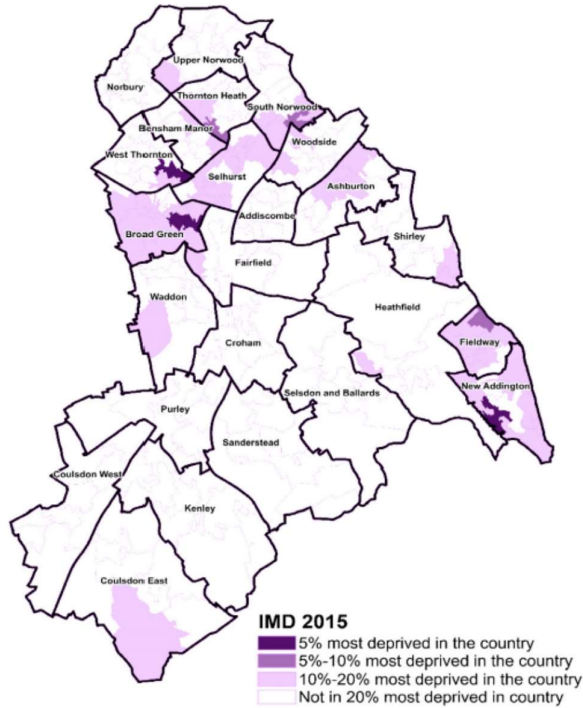 Upper Norwood
Norbury
Thornton Heath
South Norwood
Bensham Manor
Woodside
West Thornton
Selhurst
Ashburton
Addiscombe
Broad Green
Shirley
Fairfield
Waddon
Heathfield
Croham
Fieldway
New Addington
Selsdon and Ballards
Purley
Sanderstead
Coulsdon West
Kenley
Coulsdon East
IMD 2015
5% most deprived in the country
5%-10% most deprived in the country
10%-20% most deprived in the country
Not in 20% most deprived in country